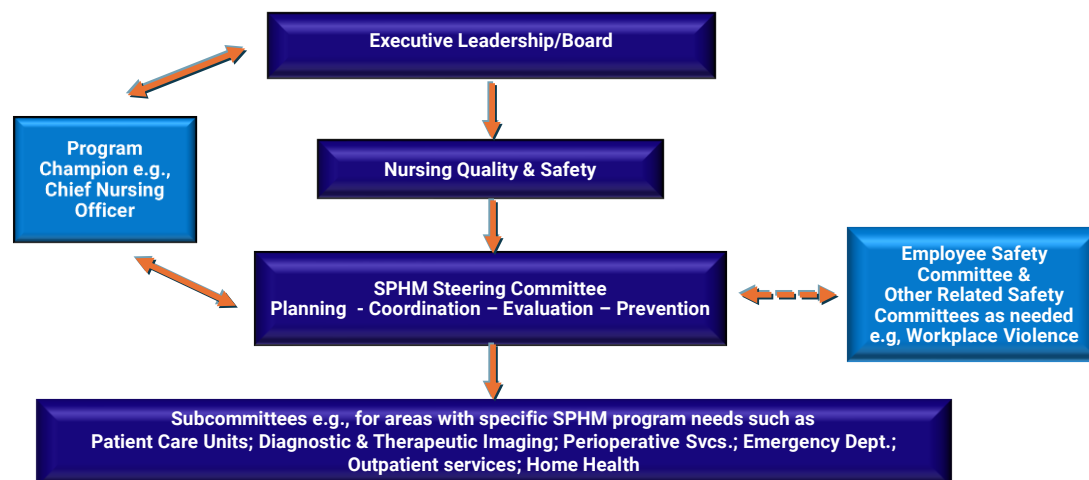 Executive Leadership/Board
Program
Champion e.g.,
Chief Nursing
Officer
Nursing Quality & Safety
SPHM Steering Committee
Planning - Coordination – Evaluation – Prevention
Employee Safety
Committee &
Other Related Safety
Committees as needed
e.g, Workplace Violence
Subcommittees e.g., for areas with specific SPHM program needs such as
Patient Care Units; Diagnostic & Therapeutic Imaging; Perioperative Svcs.; Emergency Dept.;
Outpatient services; Home Health